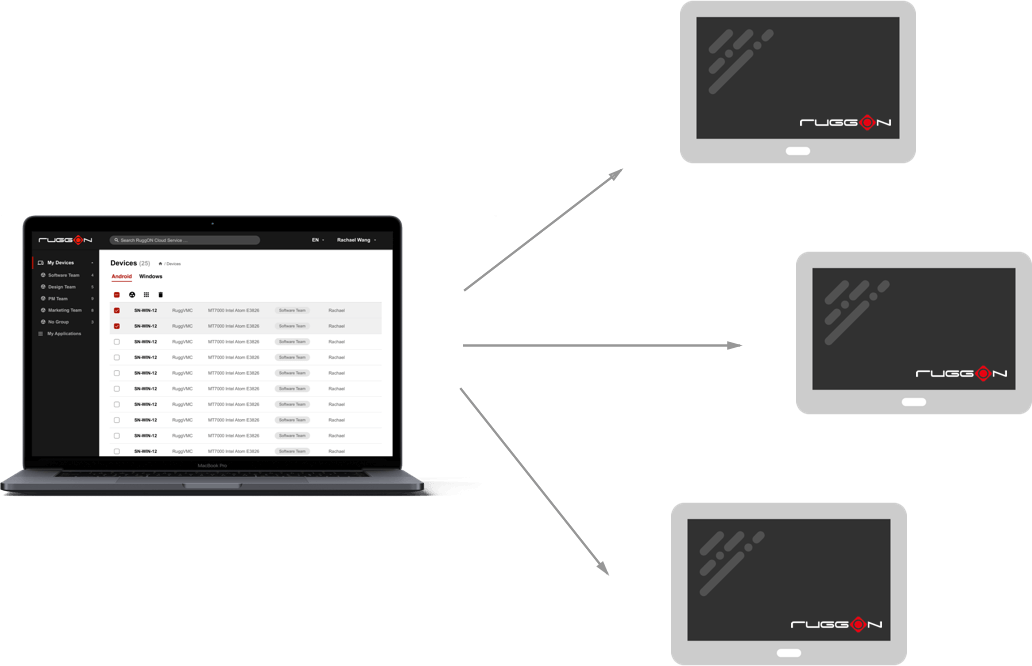 RUGGON
RUGGON
Search RuggON Cloud Service ...
EN
Rachael Wang
My Devices
Software Team 4
Design Team 5
PM Team 6
Marketing Team 8
No Group 3
My Applications
Devices (25)
/ Devices
Android Windows
SN-WIN-12 RuggVMC MT7000 Intel Atom E3826 Software Team Rachael
SN-WIN-12 RuggVMC MT7000 Intel Atom E3826 Software Team Rachael
SN-WIN-12 RuggVMC MT7000 Intel Atom E3826 Software Team Rachael
SN-WIN-12 RuggVMC MT7000 Intel Atom E3826 Software Team Rachael
SN-WIN-12 RuggVMC MT7000 Intel Atom E3826 Software Team Rachael
SN-WIN-12 RuggVMC MT7000 Intel Atom E3826 Software Team Rachael
SN-WIN-12 RuggVMC MT7000 Intel Atom E3826 Software Team Rachael
SN-WIN-12 RuggVMC MT7000 Intel Atom E3826 Software Team Rachael
SN-WIN-12 RuggVMC MT7000 Intel Atom E3826 Software Team Rachael
SN-WIN-12 RuggVMC MT7000 Intel Atom E3826 Software Team Rachael
MacBook Pro
RUGGON
RUGGON